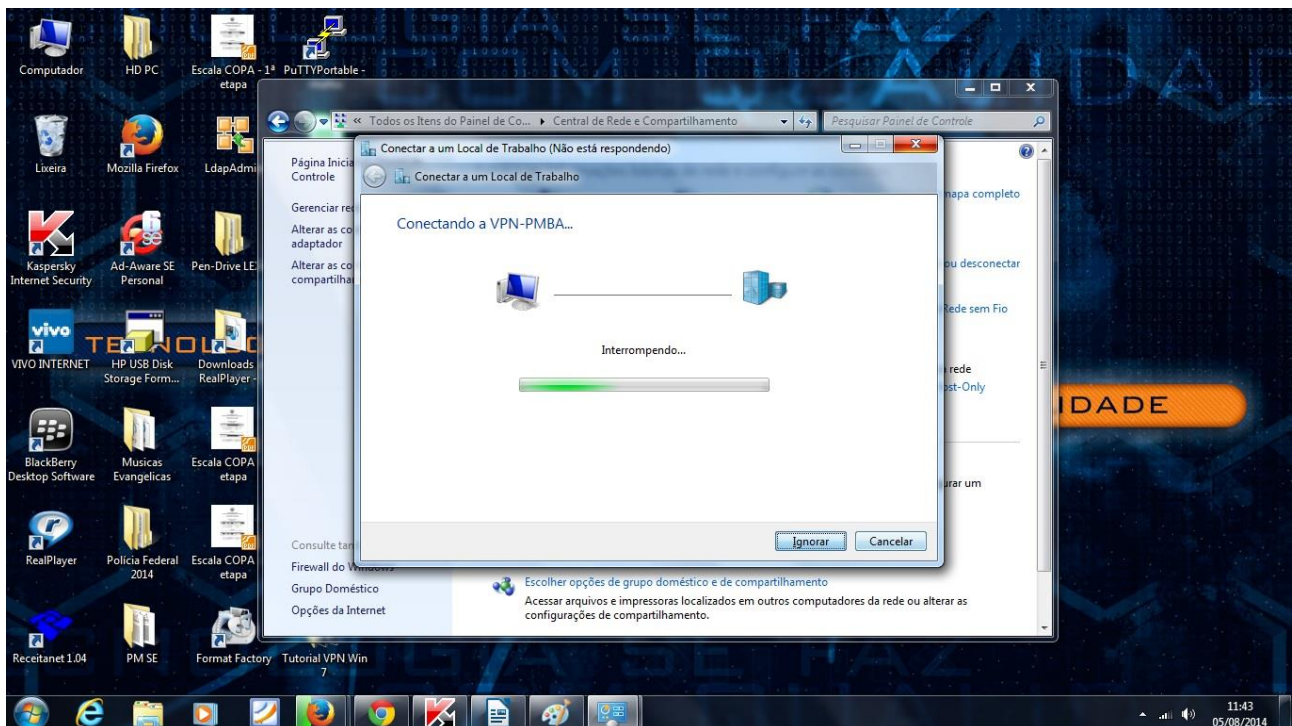 Computador
HD PC
Escala COPA - 1ª
etapa
PuTTYPortable -
Lixeira
Mozilla Firefox
LdapAdmi
Kaspersky
Internet Security
Ad-Aware SE
Personal
Pen-Drive LE
vivo
VIVO INTERNET
HP USB Disk
Storage Form...
Downloads
RealPlayer -
BlackBerry
Desktop Software
Musicas
Evangelicas
Escala COPA
etapa
RealPlayer
Polícia Federal
2014
Escala COPA
etapa
Receitanet 1.04
PM SE
Format Factory
Tutorial VPN Win
7
« Todos os Itens do Painel de Co... ▸ Central de Rede e Compartilhamento
Pesquisar Painel de Controle
Página Inicia
Controle
Gerenciar re
Alterar as co
adaptador
Alterar as co
compartilha
Consulte tan
Firewall do Windows
Grupo Doméstico
Opções da Internet
mapa completo
ou desconectar
Rede sem Fio
rede
ost-Only
urar um
Escolher opções de grupo doméstico e de compartilhamento
Acessar arquivos e impressoras localizados em outros computadores da rede ou alterar as
configurações de compartilhamento.
Conectar a um Local de Trabalho (Não está respondendo)
Conectar a um Local de Trabalho
Conectando a VPN-PMBA...
Interrompendo...
Ignorar
Cancelar
IDADE
11:43
05/08/2014